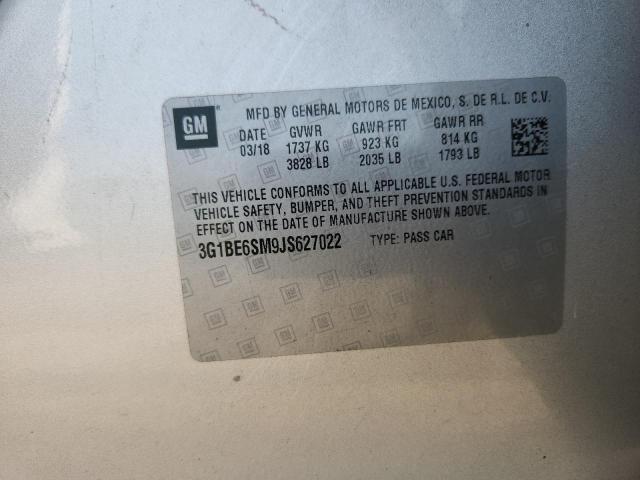 GM
MFD BY GENERAL MOTORS DE MEXICO, S. DE R.L. DE C.V.
DATE GVWR GAWR FRT GAWR RR
03/18 1737 KG 923 KG 814 KG
3828 LB 2035 LB 1793 LB
THIS VEHICLE CONFORMS TO ALL APPLICABLE U.S. FEDERAL MOTOR
VEHICLE SAFETY, BUMPER, AND THEFT PREVENTION STANDARDS IN
EFFECT ON THE DATE OF MANUFACTURE SHOWN ABOVE.
3G1BE6SM9JS627022 TYPE: PASS CAR